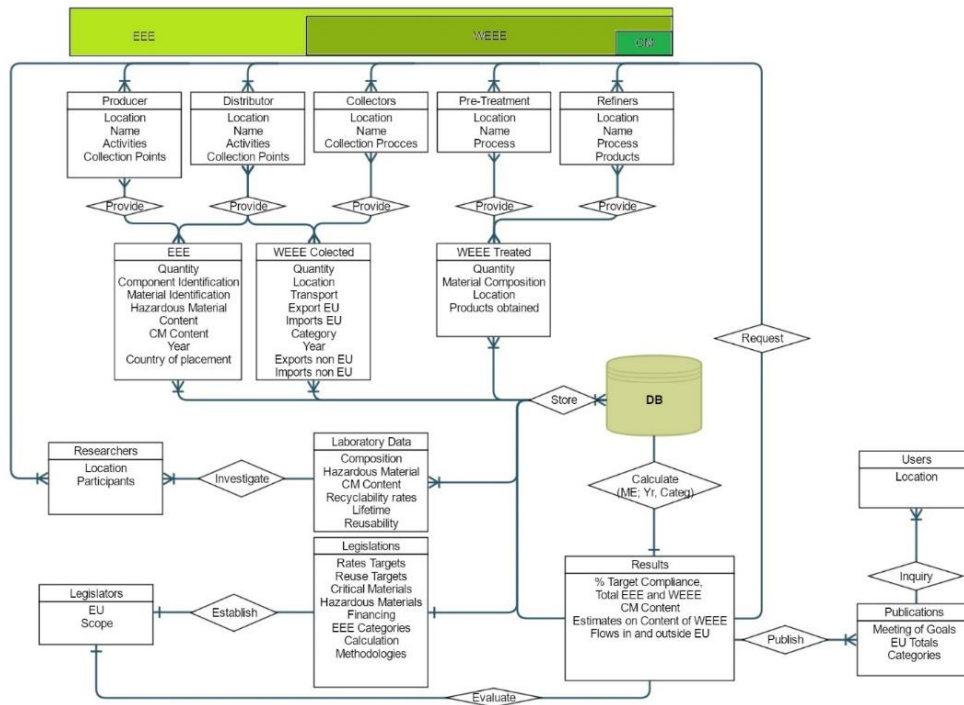 EEE
WEEE
CM
Producer
Location
Name
Activities
Collection Points
Distributor
Location
Name
Activities
Collection Points
Collectors
Location
Name
Collection Procces
Pre-Treatment
Location
Name
Process
Refiners
Location
Name
Process
Products
Provide
Provide
Provide
Provide
Provide
EEE
Quantity
Component Identification
Material Identification
Hazardous Material
Content
CM Content
Year
Country of placement
WEEE Colected
Quantity
Location
Transport
Export EU
Imports EU
Category
Year
Exports non EU
Imports non EU
WEEE Treated
Quantity
Material Composition
Location
Products obtained
Request
Store
DB
Researchers
Location
Participants
Investigate
Laboratory Data
Composition
Hazardous Material
CM Content
Recyclability rates
Lifetime
Reusability
Calculate
(ME; Yr, Categ)
Users
Location
Legislators
EU
Scope
Establish
Legislations
Rates Targets
Reuse Targets
Critical Materials
Hazardous Materials
Financing
EEE Categories
Calculation
Methodologies
Results
% Target Compliance,
Total EEE and WEEE
CM Content
Estimates on Content of WEEE
Flows in and outside EU
Inquiry
Publish
Publications
Meeting of Goals
EU Totals
Categories
Evaluate